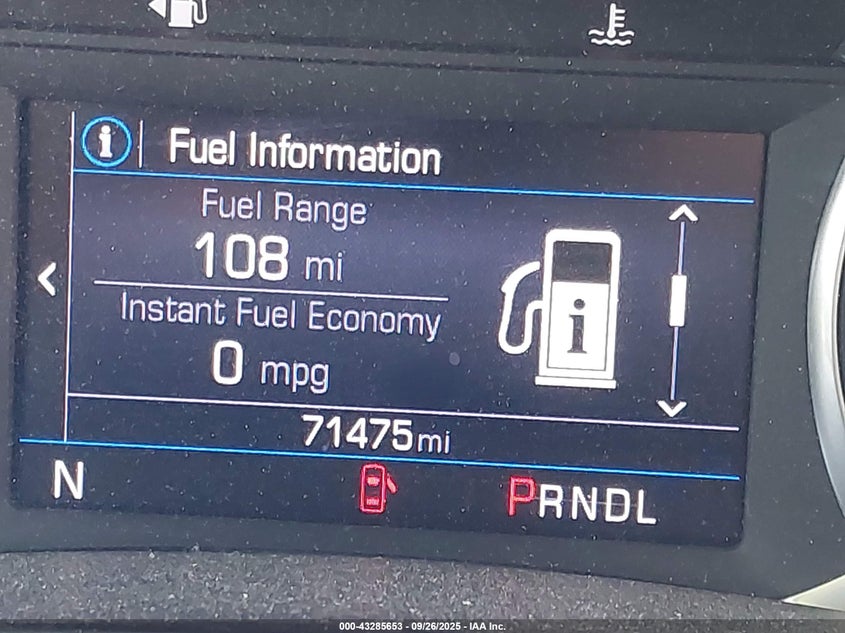 i Fuel Information
Fuel Range
108 mi
Instant Fuel Economy
0 mpg
i
71475mi
N PRNDL
000-43285653 - 09/26/2025 - IAA Inc.